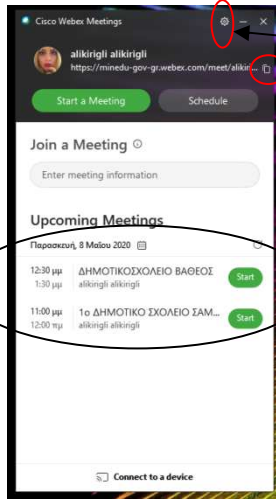 Cisco Webex Meetings
alikirigli alikirigli
https://minedu-gov-gr.webex.com/meet/alikiri...
Start a Meeting Schedule
Join a Meeting
Enter meeting information
Upcoming Meetings
Παρασκευή, 8 Μαΐου 2020
12:30 μμ ΔΗΜΟΤΙΚΟΣΧΟΛΕΙΟ ΒΑΘΕΟΣ Start
1:30 μμ alikirigli alikirigli
11:00 μμ 1ο ΔΗΜΟΤΙΚΟ ΣΧΟΛΕΙΟ ΣΑΜ... Start
12:00 πμ alikirigli alikirigli
Connect to a device